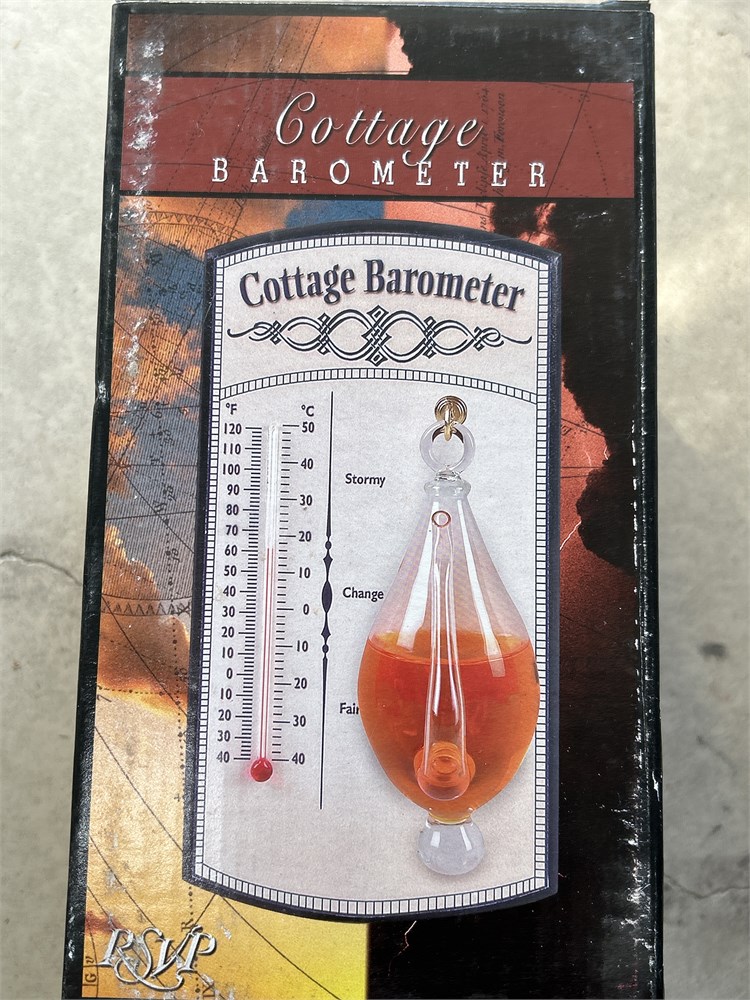 Cottage
BAROMETER
Cottage Barometer
°F °C
120 50
110
100 40
90
80 30
70
60 20
50 10
40
30 0
20
10 10
0
10 20
20 30
30
40 40
Stormy
Change
Fair
RSVP